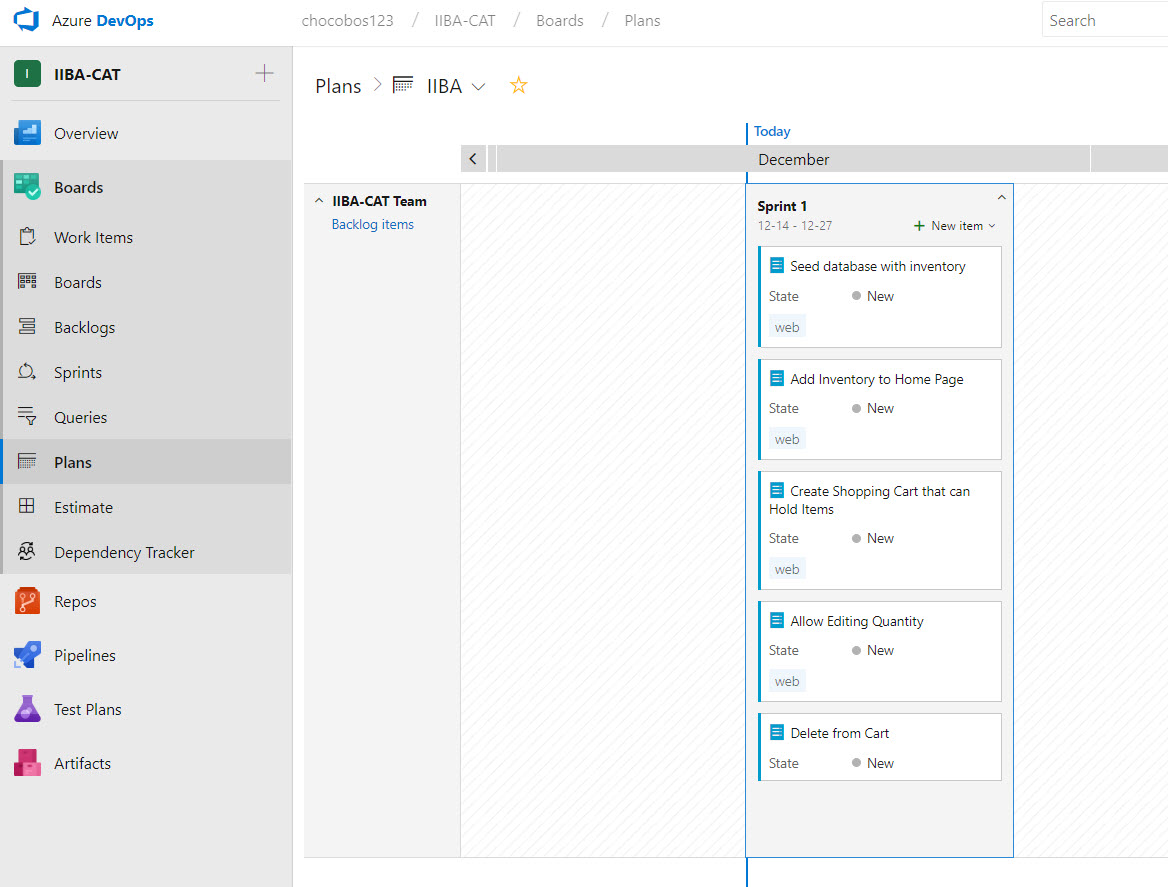 Azure DevOps
chocobos123 / IIBA-CAT / Boards / Plans
Search
I IIBA-CAT
Overview
Boards
Work Items
Boards
Backlogs
Sprints
Queries
Plans
Estimate
Dependency Tracker
Repos
Pipelines
Test Plans
Artifacts
Plans > IIBA
Today
December
IIBA-CAT Team
Backlog items
Sprint 1
12-14 - 12-27
+ New item
Seed database with inventory
State New
web
Add Inventory to Home Page
State New
web
Create Shopping Cart that can
Hold Items
State New
web
Allow Editing Quantity
State New
web
Delete from Cart
State New